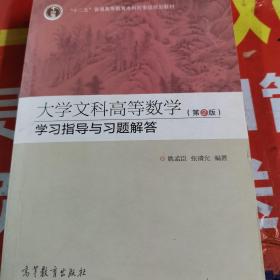 "十二五"普通高等教育本科国家级规划教材
大学文科高等数学（第2版）
学习指导与习题解答
姚孟臣 张清允 编著
高等教育出版社